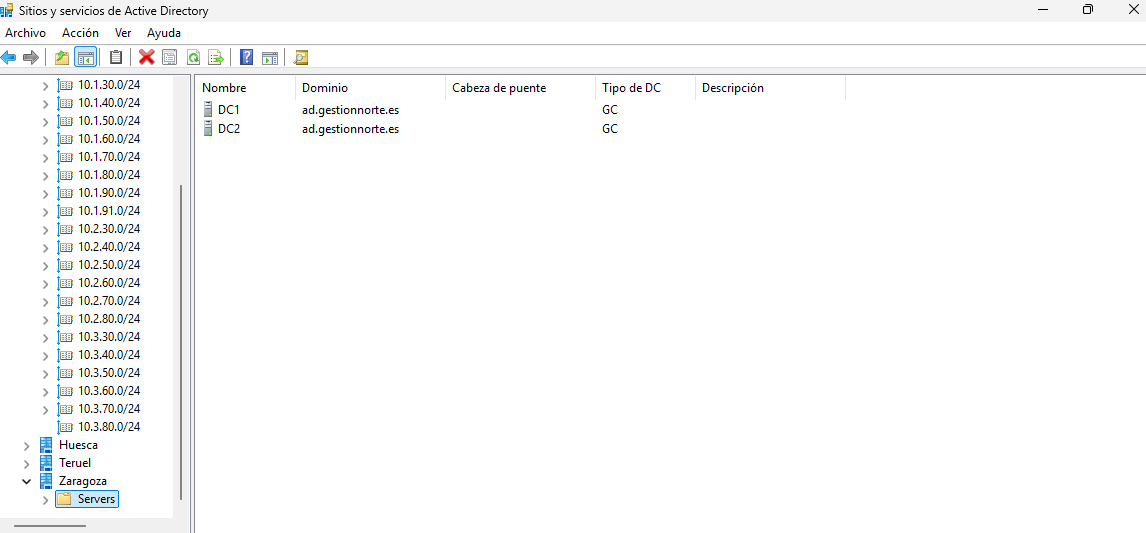 Sitios y servicios de Active Directory
Archivo Acción Ver Ayuda
10.1.30.0/24
10.1.40.0/24
10.1.50.0/24
10.1.60.0/24
10.1.70.0/24
10.1.80.0/24
10.1.90.0/24
10.1.91.0/24
10.2.30.0/24
10.2.40.0/24
10.2.50.0/24
10.2.60.0/24
10.2.70.0/24
10.2.80.0/24
10.3.30.0/24
10.3.40.0/24
10.3.50.0/24
10.3.60.0/24
10.3.70.0/24
10.3.80.0/24
Huesca
Teruel
Zaragoza
Servers
Nombre Dominio Cabeza de puente Tipo de DC Descripción
DC1 ad.gestionnorte.es GC
DC2 ad.gestionnorte.es GC